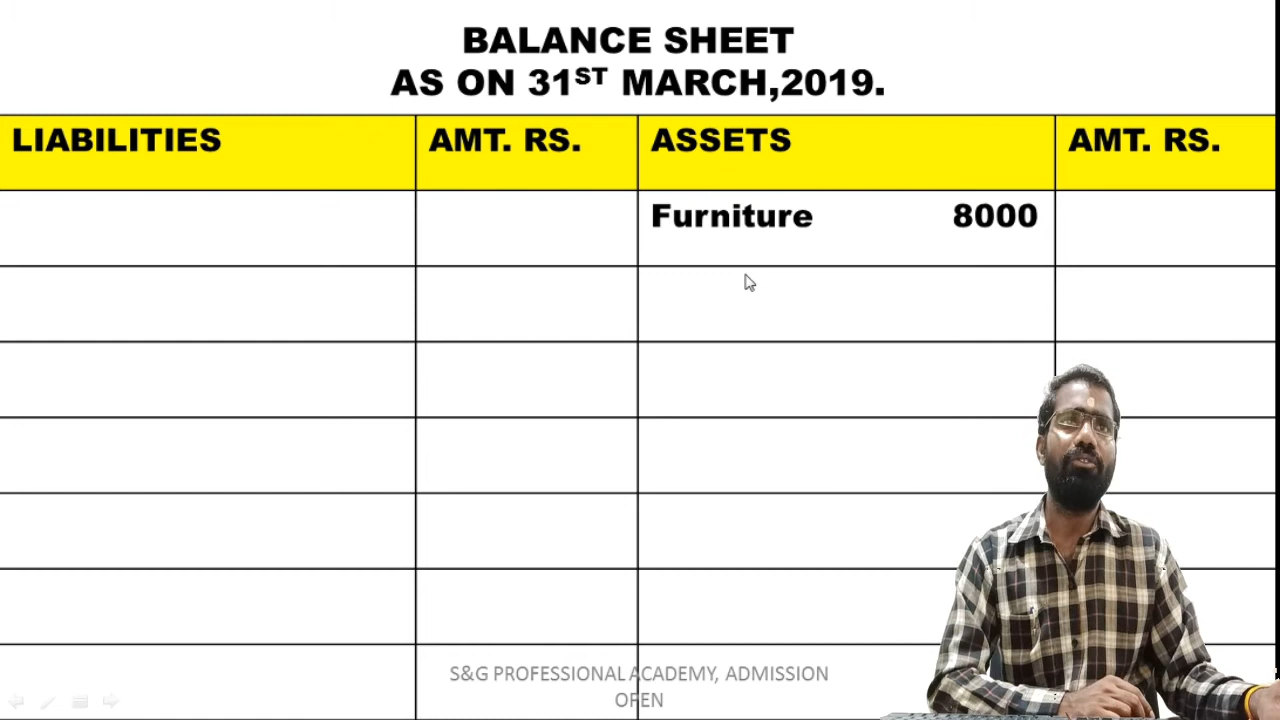 BALANCE SHEET
AS ON 31ST MARCH,2019.
LIABILITIES AMT. RS. ASSETS AMT. RS.
Furniture 8000
S&G PROFESSIONAL ACADEMY, ADMISSION
OPEN